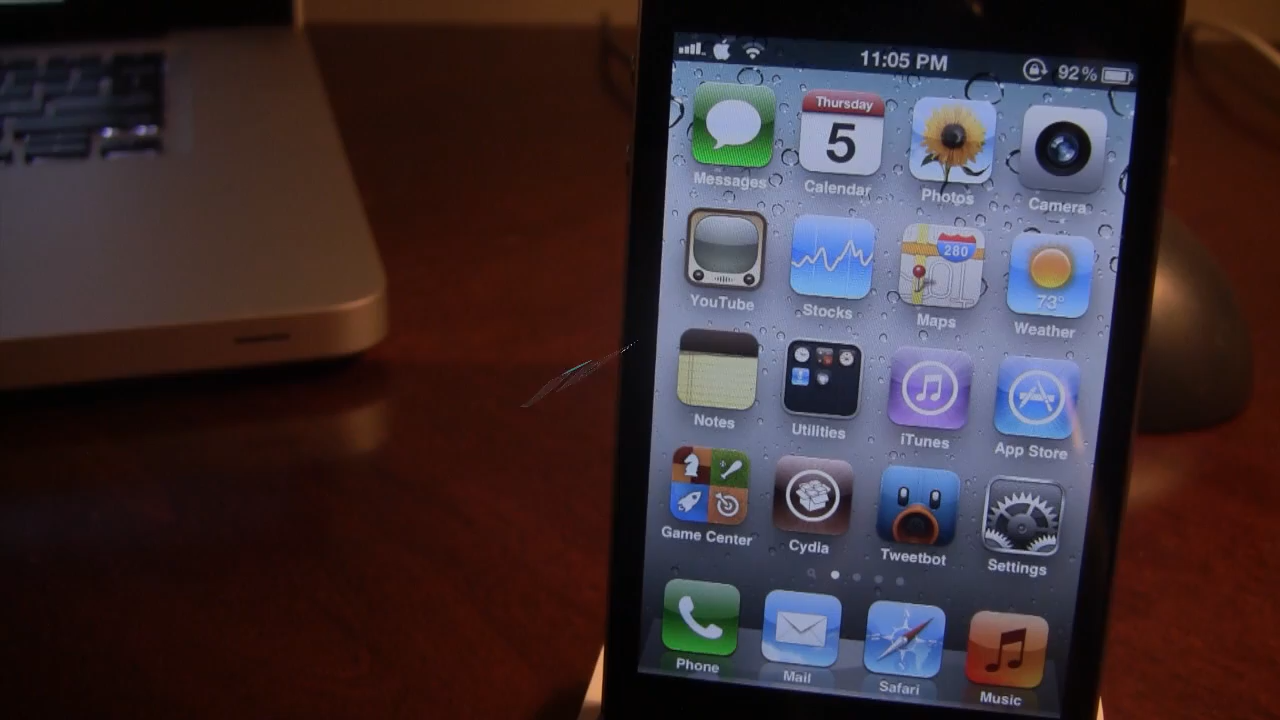 11:05 PM 92%
Thursday
5
Messages Calendar Photos Camera
280
73°
YouTube Stocks Maps Weather
Notes Utilities iTunes App Store
Game Center Cydia Tweetbot Settings
Phone Mail Safari Music